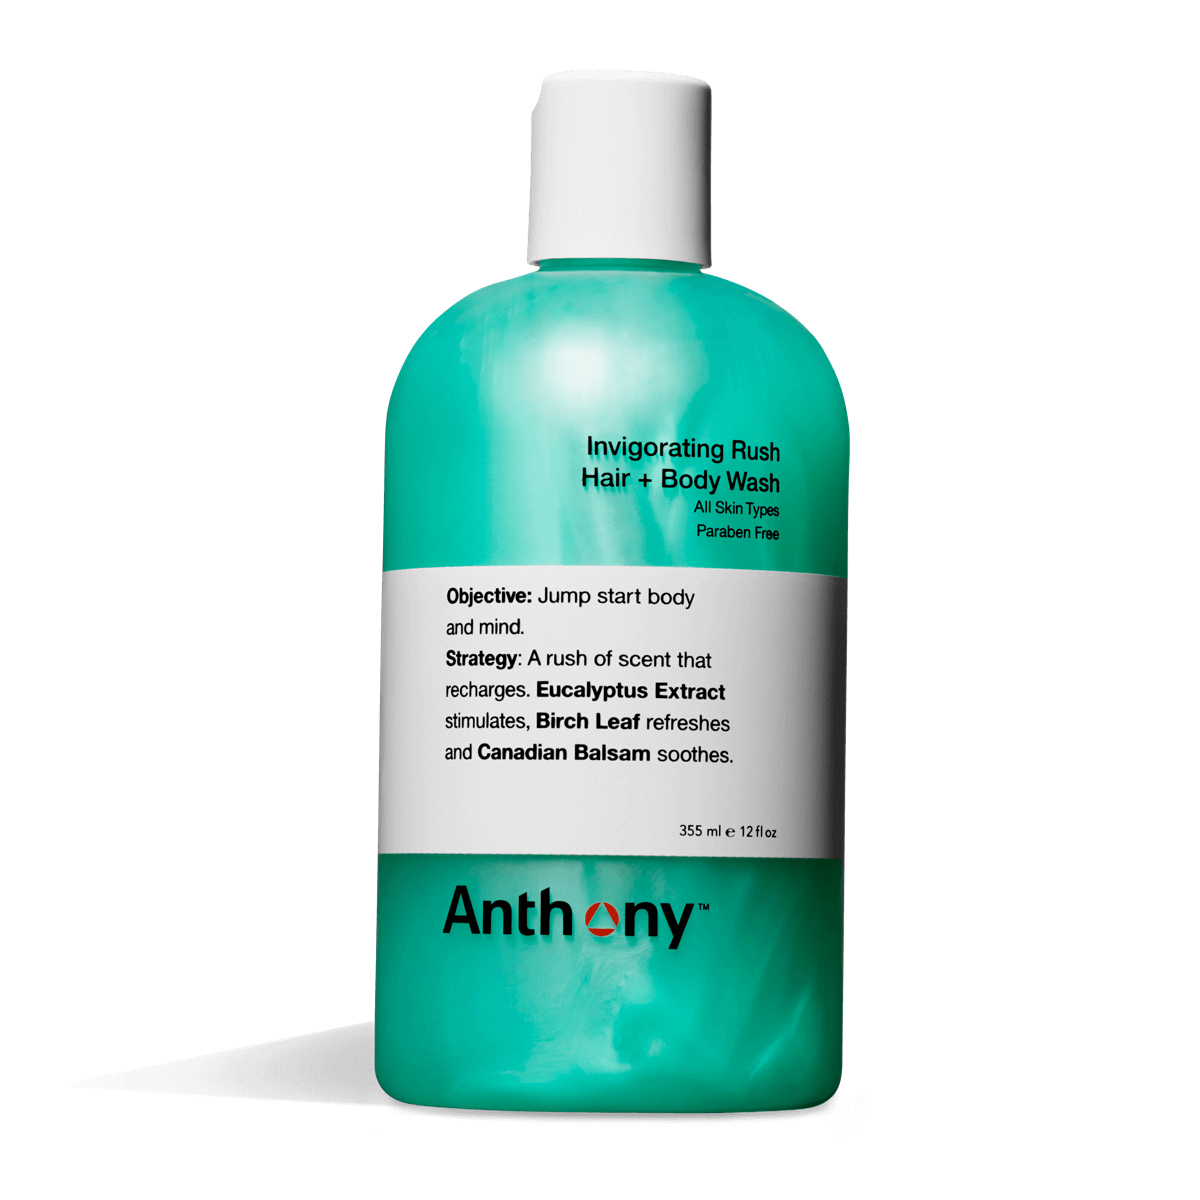 Invigorating Rush
Hair + Body Wash
All Skin Types
Paraben Free
Objective: Jump start body
and mind.
Strategy: A rush of scent that
recharges. Eucalyptus Extract
stimulates, Birch Leaf refreshes
and Canadian Balsam soothes.
355 ml ℮ 12 fl oz
Anthony™